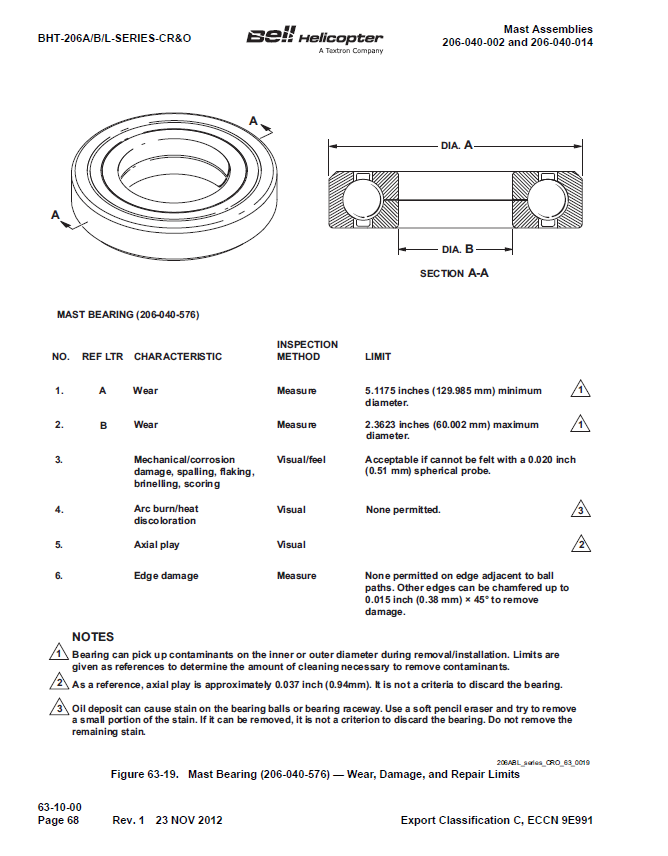 BHT-206A/B/L-SERIES-CR&O
Bell Helicopter
A Textron Company
Mast Assemblies
206-040-002 and 206-040-014
A
A
DIA. A
DIA. B
SECTION A-A
MAST BEARING (206-040-576)
NO. REF LTR CHARACTERISTIC INSPECTION METHOD LIMIT
1. A Wear Measure 5.1175 inches (129.985 mm) minimum 1
diameter.
2. B Wear Measure 2.3623 inches (60.002 mm) maximum 1
diameter.
3. Mechanical/corrosion Visual/feel Acceptable if cannot be felt with a 0.020 inch
damage, spalling, flaking, (0.51 mm) spherical probe.
brinelling, scoring
4. Arc burn/heat Visual None permitted. 3
discoloration
5. Axial play Visual 2
6. Edge damage Measure None permitted on edge adjacent to ball
paths. Other edges can be chamfered up to
0.015 inch (0.38 mm) × 45° to remove
damage.
NOTES
1 Bearing can pick up contaminants on the inner or outer diameter during removal/installation. Limits are
given as references to determine the amount of cleaning necessary to remove contaminants.
2 As a reference, axial play is approximately 0.037 inch (0.94mm). It is not a criteria to discard the bearing.
3 Oil deposit can cause stain on the bearing balls or bearing raceway. Use a soft pencil eraser and try to remove
a small portion of the stain. If it can be removed, it is not a criterion to discard the bearing. Do not remove the
remaining stain.
206ABL_series_CRO_63_0019
Figure 63-19. Mast Bearing (206-040-576) — Wear, Damage, and Repair Limits
63-10-00
Page 68 Rev. 1 23 NOV 2012 Export Classification C, ECCN 9E991